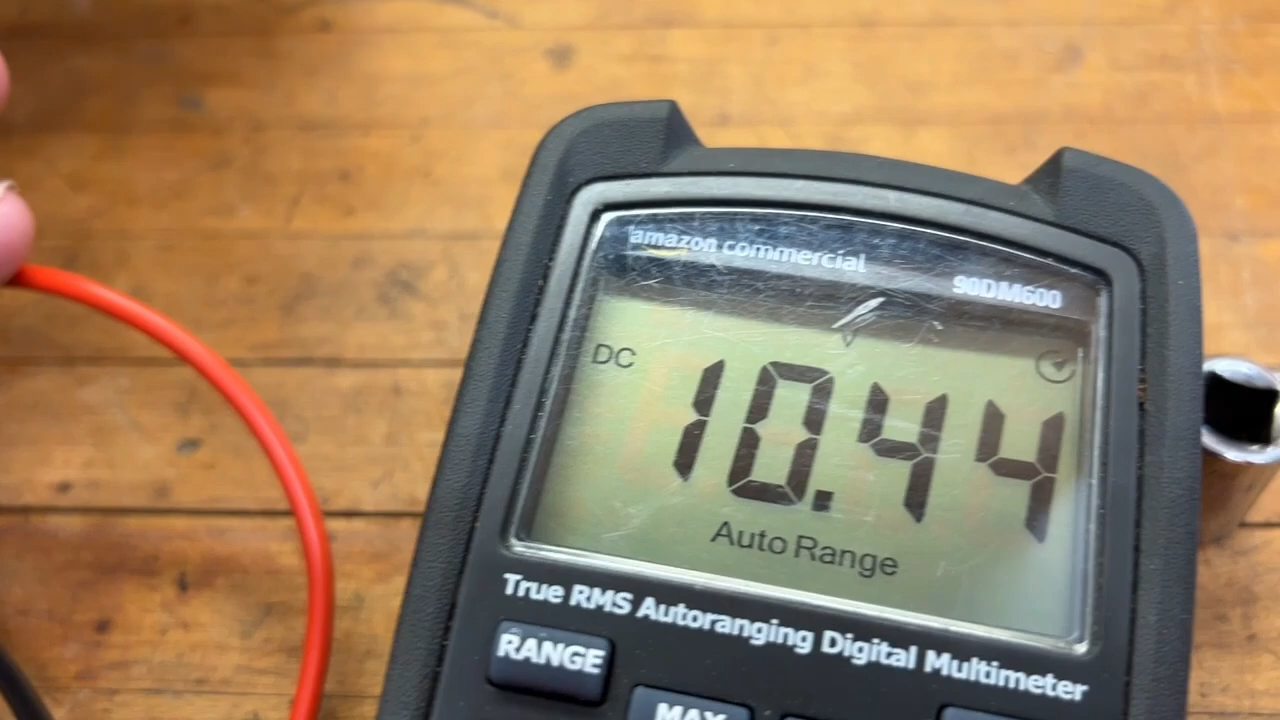 amazon commercial
90DM600
DC
10.44
Auto Range
True RMS Autoranging Digital Multimeter
RANGE
MAX